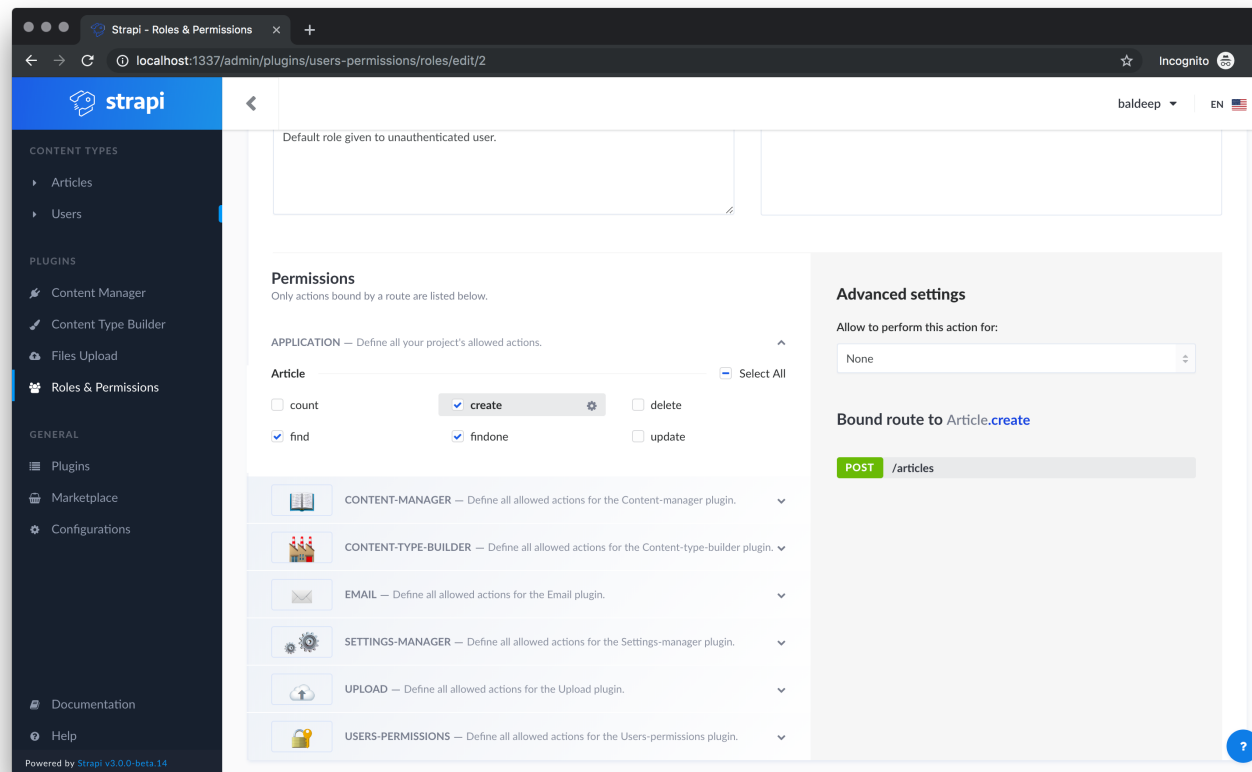 Strapi - Roles & Permissions
localhost:1337/admin/plugins/users-permissions/roles/edit/2
Incognito
strapi
baldeep
EN
CONTENT TYPES
Articles
Users
PLUGINS
Content Manager
Content Type Builder
Files Upload
Roles & Permissions
GENERAL
Plugins
Marketplace
Configurations
Documentation
Help
Powered by Strapi v3.0.0-beta.14
Default role given to unauthenticated user.
Permissions
Only actions bound by a route are listed below.
APPLICATION — Define all your project's allowed actions.
Article
Select All
count
create
delete
find
findone
update
CONTENT-MANAGER — Define all allowed actions for the Content-manager plugin.
CONTENT-TYPE-BUILDER — Define all allowed actions for the Content-type-builder plugin.
EMAIL — Define all allowed actions for the Email plugin.
SETTINGS-MANAGER — Define all allowed actions for the Settings-manager plugin.
UPLOAD — Define all allowed actions for the Upload plugin.
USERS-PERMISSIONS — Define all allowed actions for the Users-permissions plugin.
Advanced settings
Allow to perform this action for:
None
Bound route to Article.create
POST /articles
?